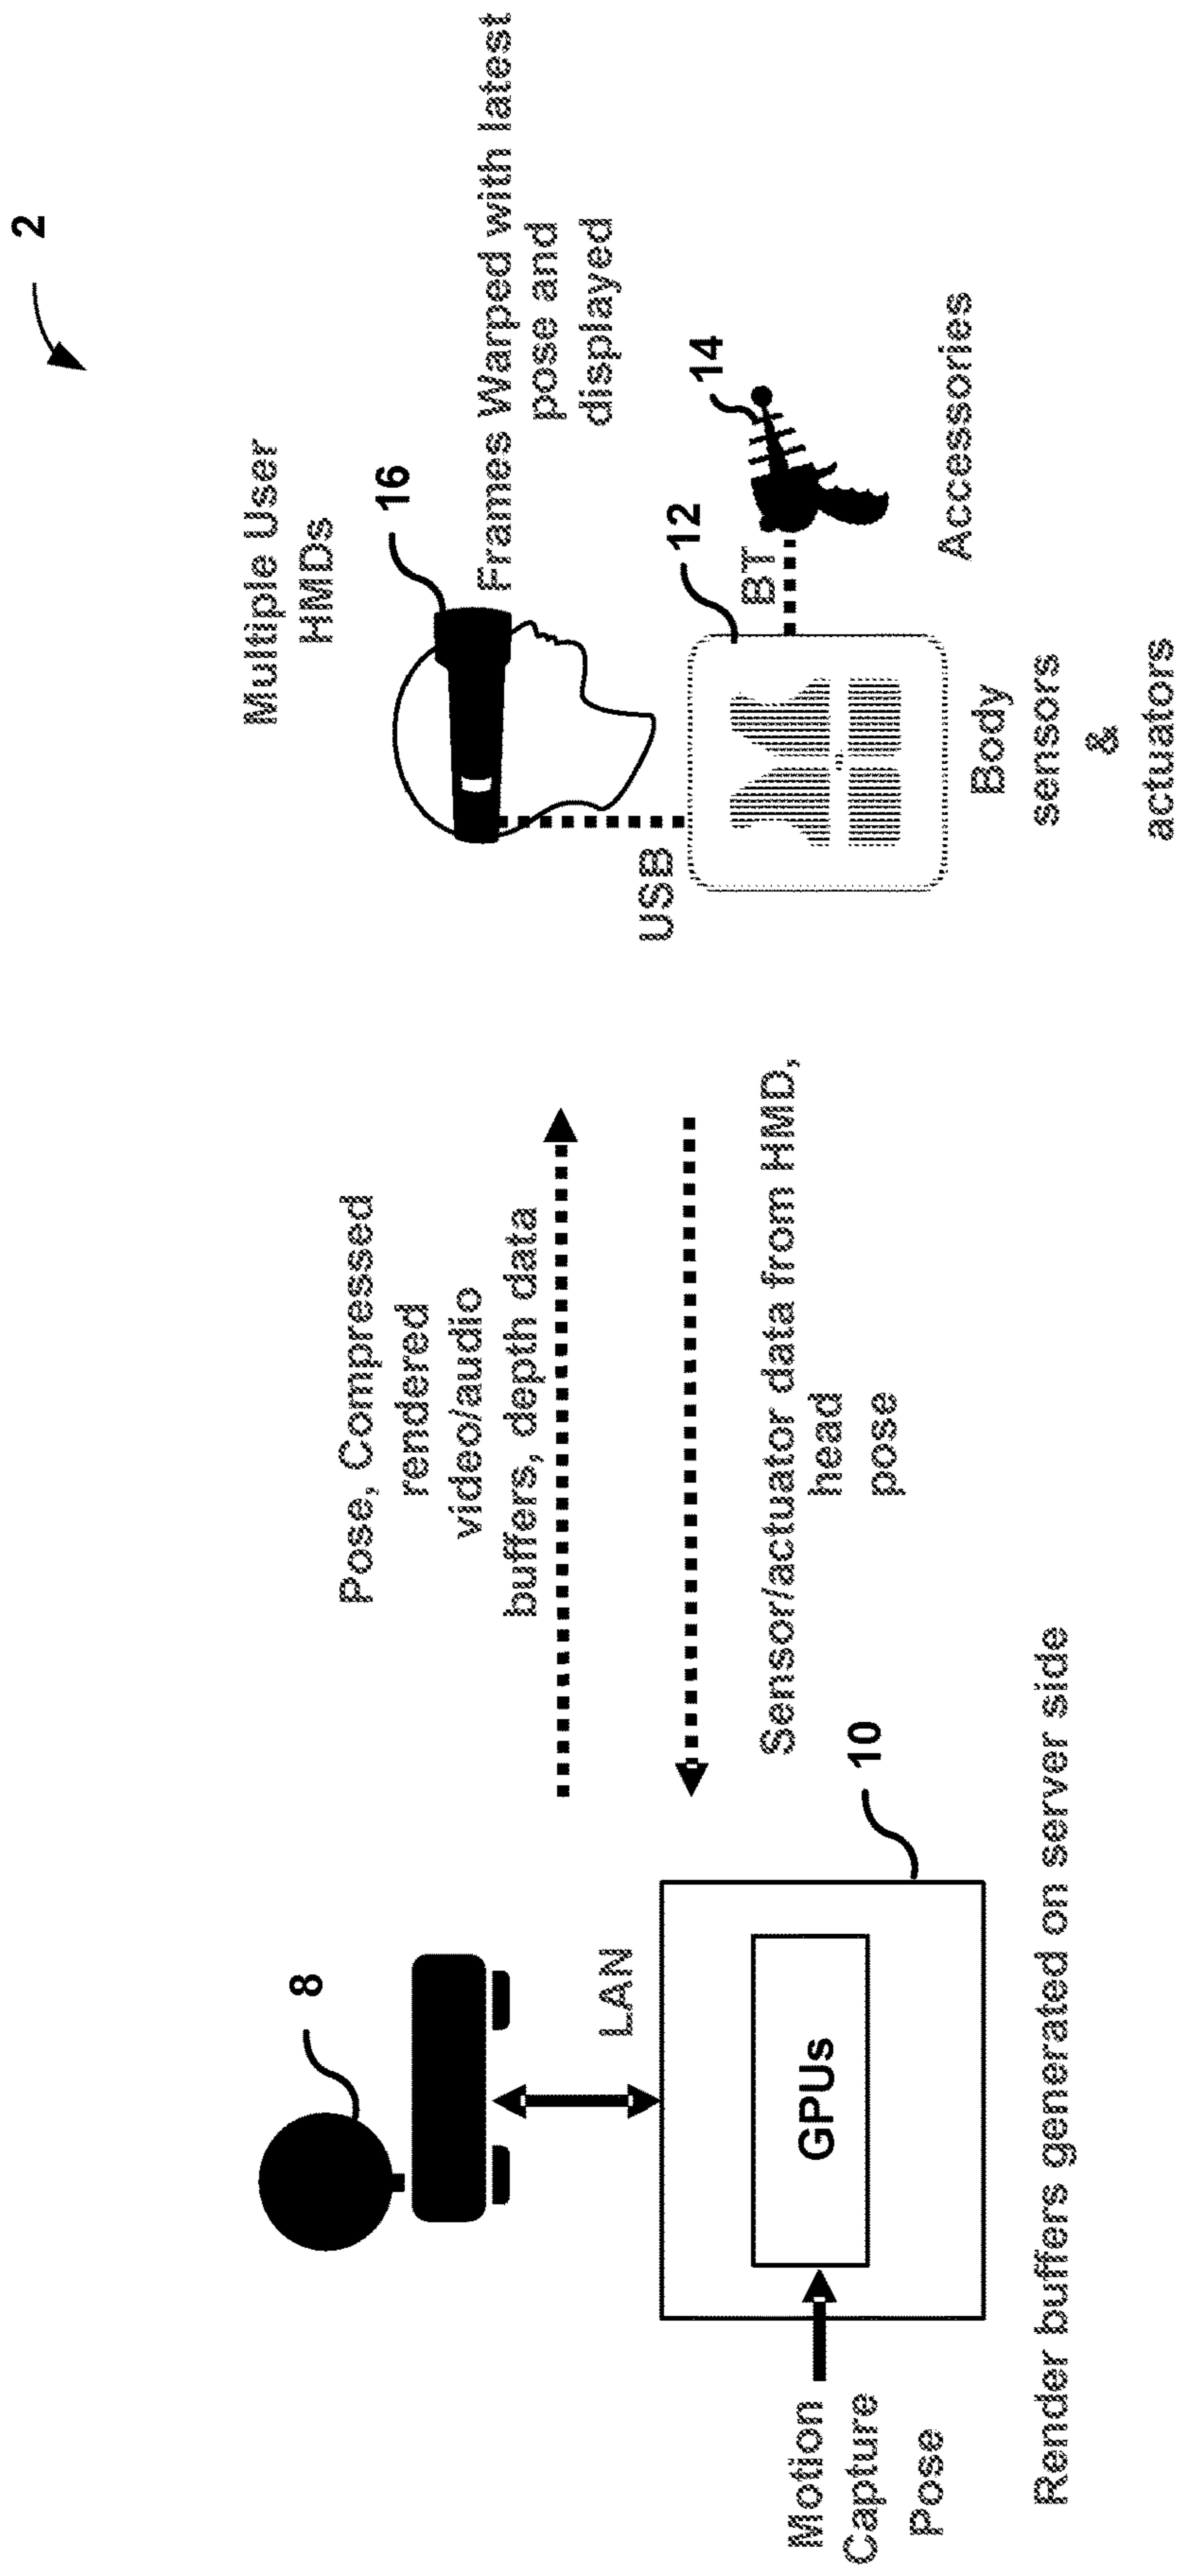 2
Multiple User
HMDs
16
Frames Warped with latest
pose and
displayed
USB
12
BT
14
Accessories
Body
sensors
&
actuators
Pose, Compressed
rendered
video/audio
buffers, depth data
Sensor/actuator data from HMD,
head
pose
8
LAN
10
GPUs
Motion
Capture
Pose
Render buffers generated on server side